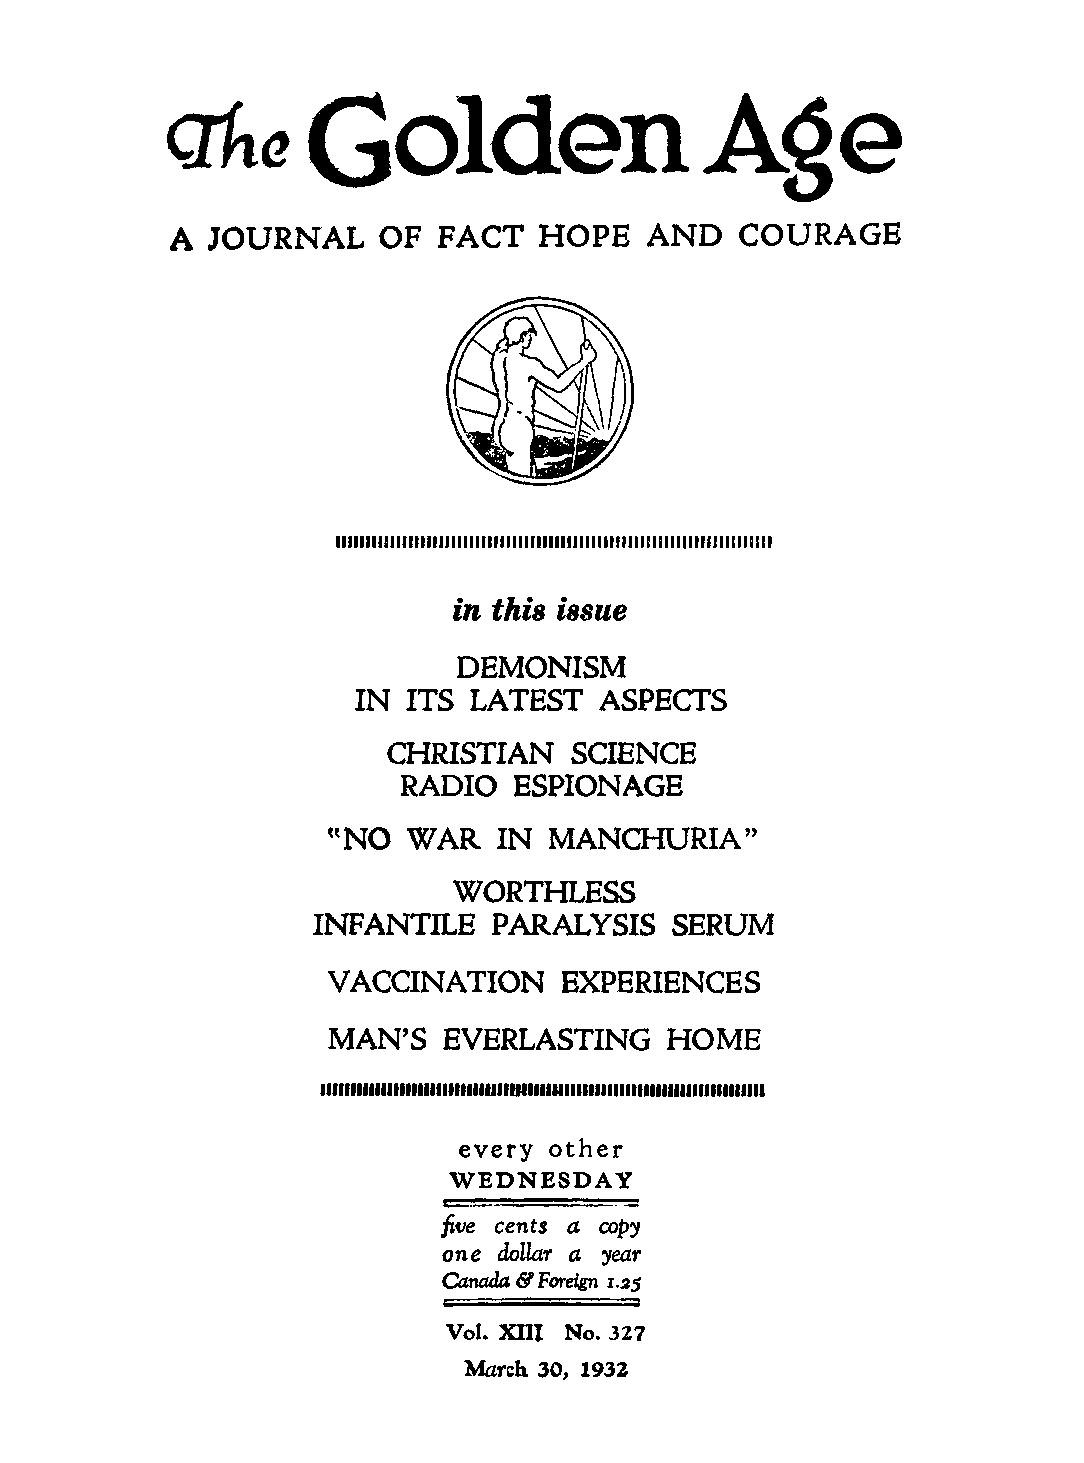 The Golden Age
A JOURNAL OF FACT HOPE AND COURAGE
in this issue
DEMONISM
IN ITS LATEST ASPECTS
CHRISTIAN SCIENCE
RADIO ESPIONAGE
"NO WAR IN MANCHURIA"
WORTHLESS
INFANTILE PARALYSIS SERUM
VACCINATION EXPERIENCES
MAN'S EVERLASTING HOME
every other
WEDNESDAY
five cents a copy
one dollar a year
Canada & Foreign 1.25
Vol. XIII No. 327
March 30, 1932